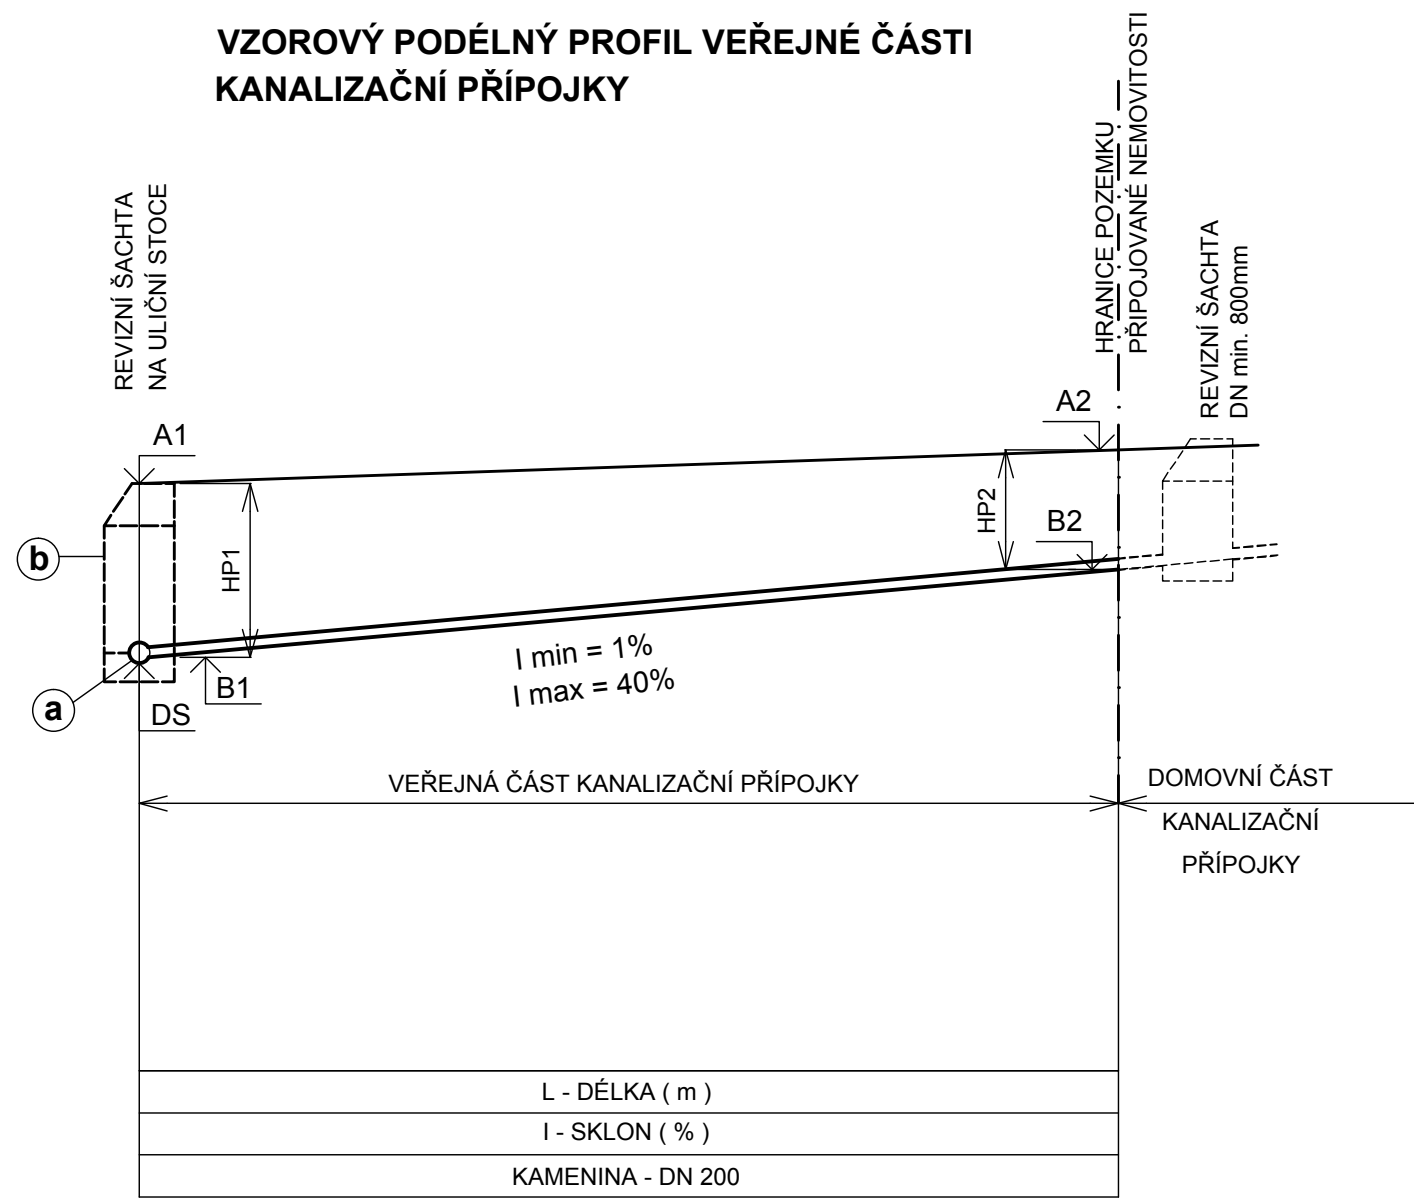 VZOROVÝ PODÉLNÝ PROFIL VEŘEJNÉ ČÁSTI
KANALIZAČNÍ PŘÍPOJKY
REVIZNÍ ŠACHTA
NA ULIČNÍ STOCE
HRANICE POZEMKU
PŘIPOJOVANÉ NEMOVITOSTI
REVIZNÍ ŠACHTA
DN min. 800mm
A1
A2
HP1
HP2
B2
b
a
B1
DS
I min = 1%
I max = 40%
VEŘEJNÁ ČÁST KANALIZAČNÍ PŘÍPOJKY
DOMOVNÍ ČÁST
KANALIZAČNÍ
PŘÍPOJKY
L - DÉLKA ( m )
I - SKLON ( % )
KAMENINA - DN 200